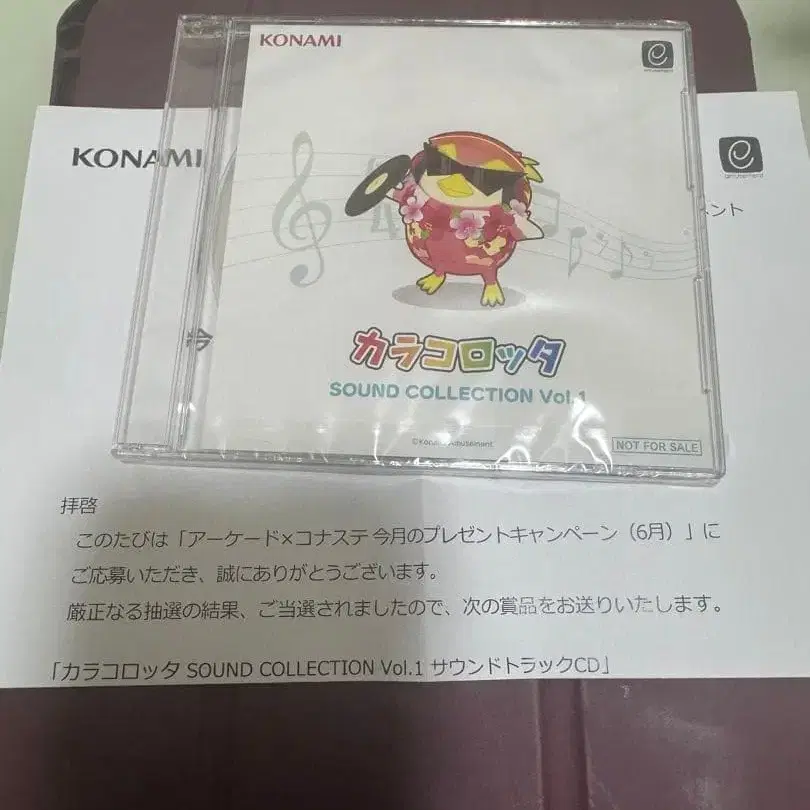 KONAMI
e
amusement
カラコロッタ
SOUND COLLECTION Vol.1
©Konami Amusement
NOT FOR SALE
KONAMI
e
amusement
ント
拝啓
このたびは「アーケード×コナステ 今月のプレゼントキャンペーン（6月）」に
ご応募いただき、誠にありがとうございます。
厳正なる抽選の結果、ご当選されましたので、次の賞品をお送りいたします。
「カラコロッタ SOUND COLLECTION Vol.1 サウンドトラックCD」